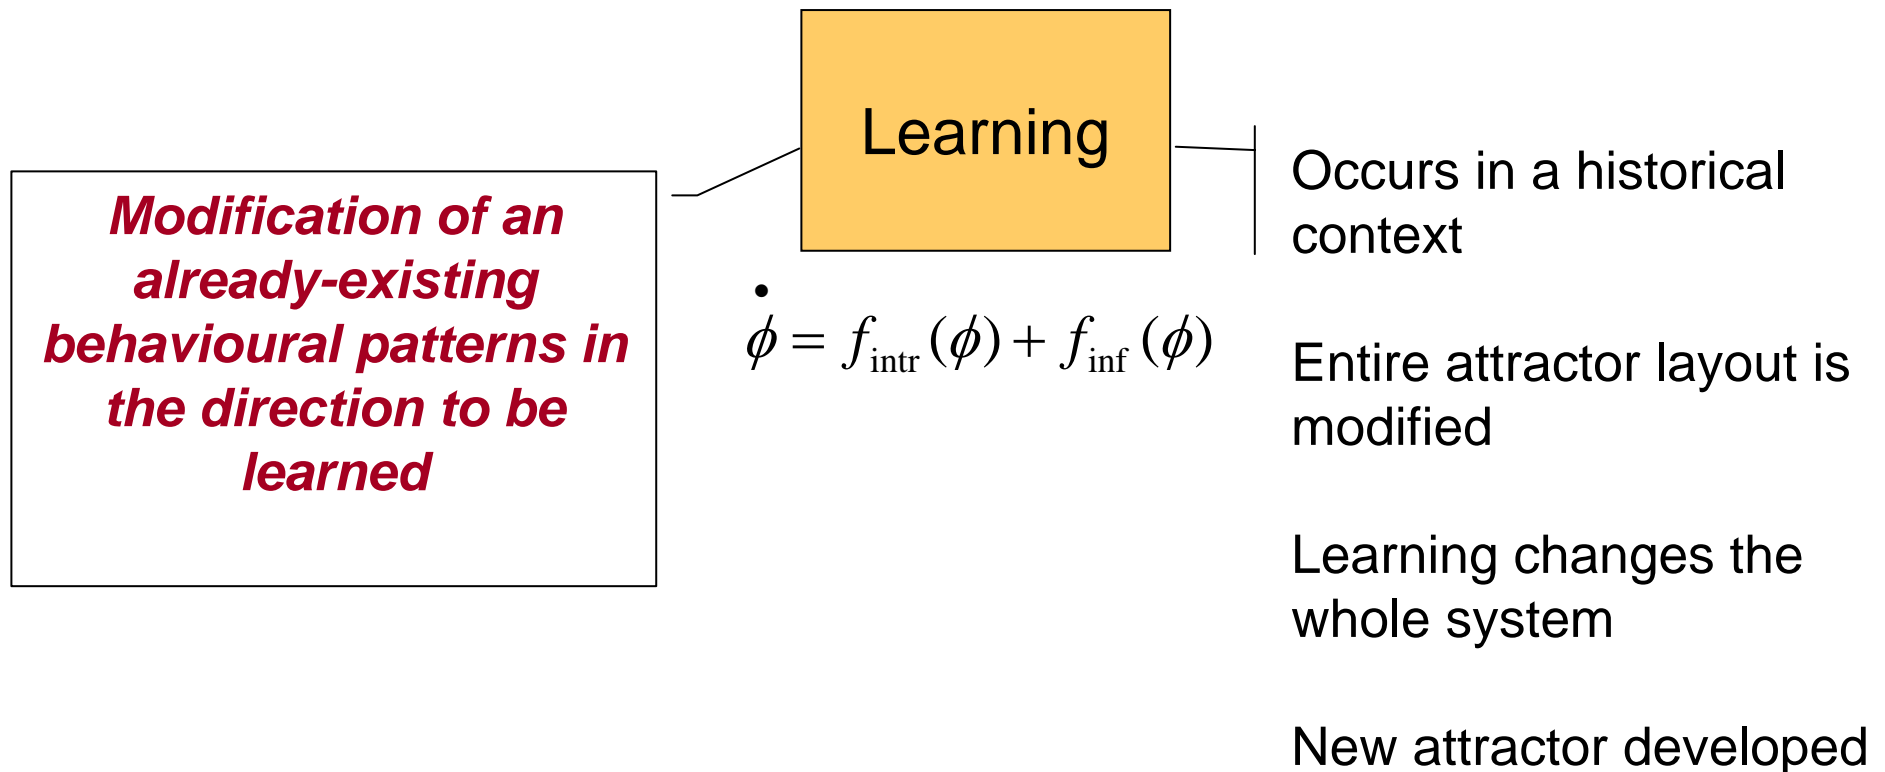 Learning
Modification of an
already-existing
behavioural patterns in
the direction to be
learned
ϕ̇ = f_intr (ϕ) + f_inf (ϕ)
Occurs in a historical
context
Entire attractor layout is
modified
Learning changes the
whole system
New attractor developed